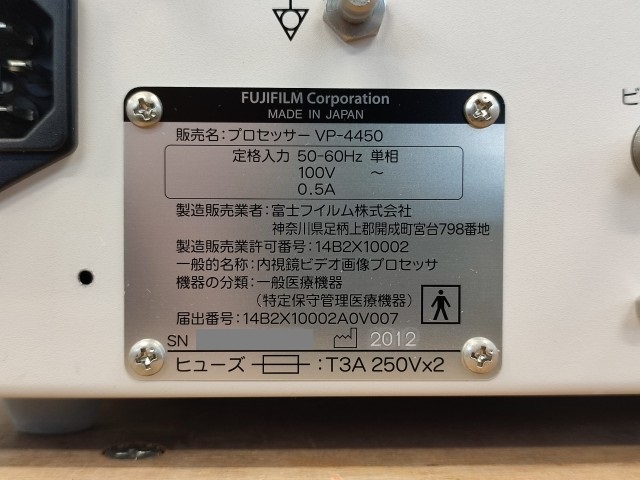 FUJIFILM Corporation
MADE IN JAPAN
販売名：プロセッサー VP-4450
定格入力 50-60Hz 単相
100V ～
0.5A
製造販売業者：富士フイルム株式会社
神奈川県足柄上郡開成町宮台798番地
製造販売業許可番号：14B2X10002
一般的名称：内視鏡ビデオ画像プロセッサ
機器の分類：一般医療機器
（特定保守管理医療機器）
届出番号：14B2X10002A0V007
SN 2012
ヒューズ ：T3A 250V×2
ビ